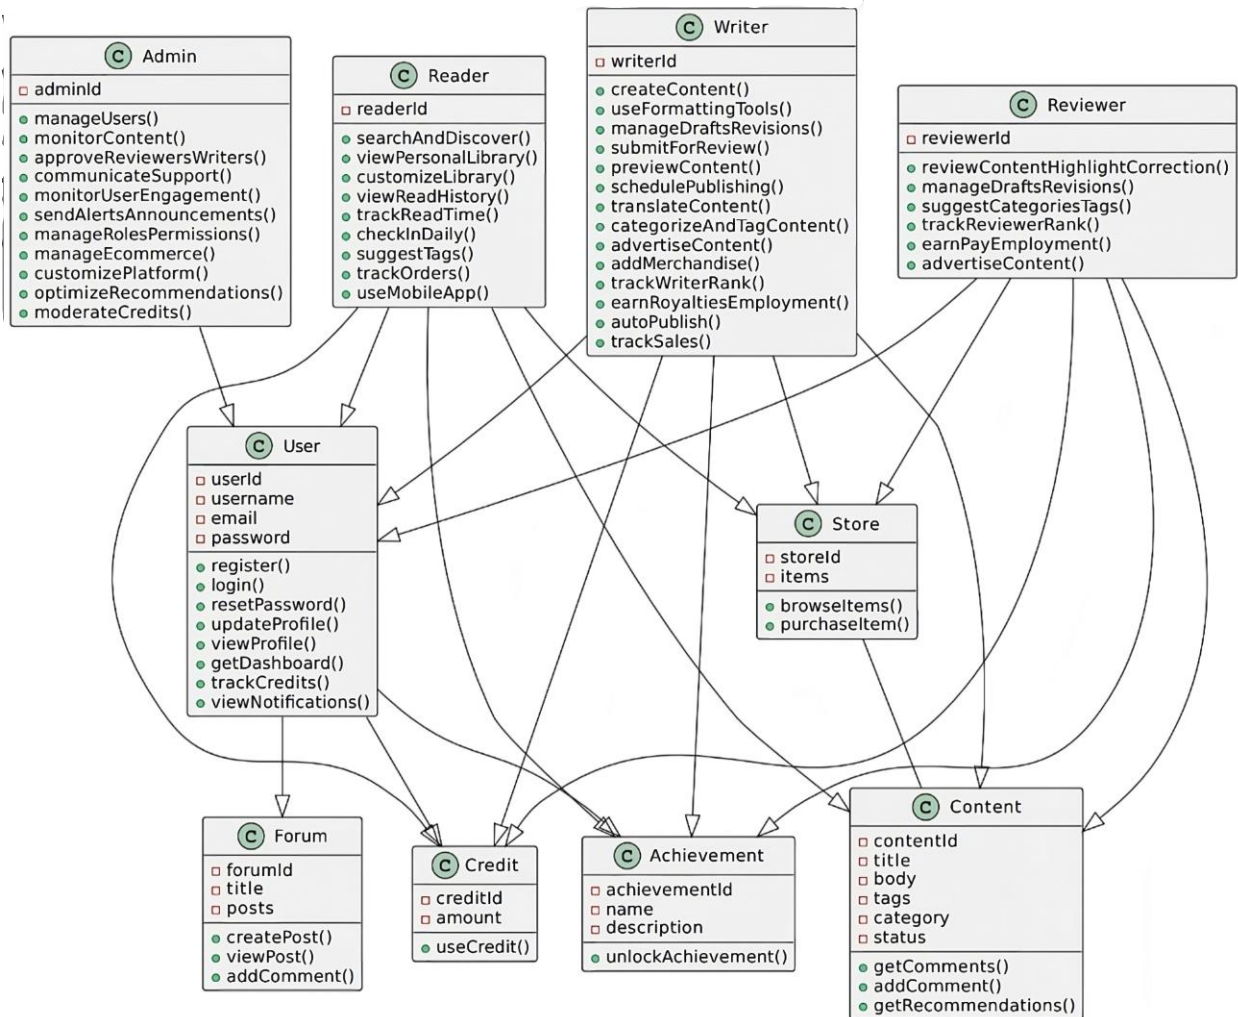 C Admin
adminId
manageUsers()
monitorContent()
approveReviewersWriters()
communicateSupport()
monitorUserEngagement()
sendAlertsAnnouncements()
manageRolesPermissions()
manageEcommerce()
customizePlatform()
optimizeRecommendations()
moderateCredits()
C Reader
readerId
searchAndDiscover()
viewPersonalLibrary()
customizeLibrary()
viewReadHistory()
trackReadTime()
checkInDaily()
suggestTags()
trackOrders()
useMobileApp()
C Writer
writerId
createContent()
useFormattingTools()
manageDraftsRevisions()
submitForReview()
previewContent()
schedulePublishing()
translateContent()
categorizeAndTagContent()
advertiseContent()
addMerchandise()
trackWriterRank()
earnRoyaltiesEmployment()
autoPublish()
trackSales()
C Reviewer
reviewerId
reviewContentHighlightCorrection()
manageDraftsRevisions()
suggestCategoriesTags()
trackReviewerRank()
earnPayEmployment()
advertiseContent()
C User
userId
username
email
password
register()
login()
resetPassword()
updateProfile()
viewProfile()
getDashboard()
trackCredits()
viewNotifications()
C Store
storeId
items
browseItems()
purchaseItem()
C Forum
forumId
title
posts
createPost()
viewPost()
addComment()
C Credit
creditId
amount
useCredit()
C Achievement
achievementId
name
description
unlockAchievement()
C Content
contentId
title
body
tags
category
status
getComments()
addComment()
getRecommendations()